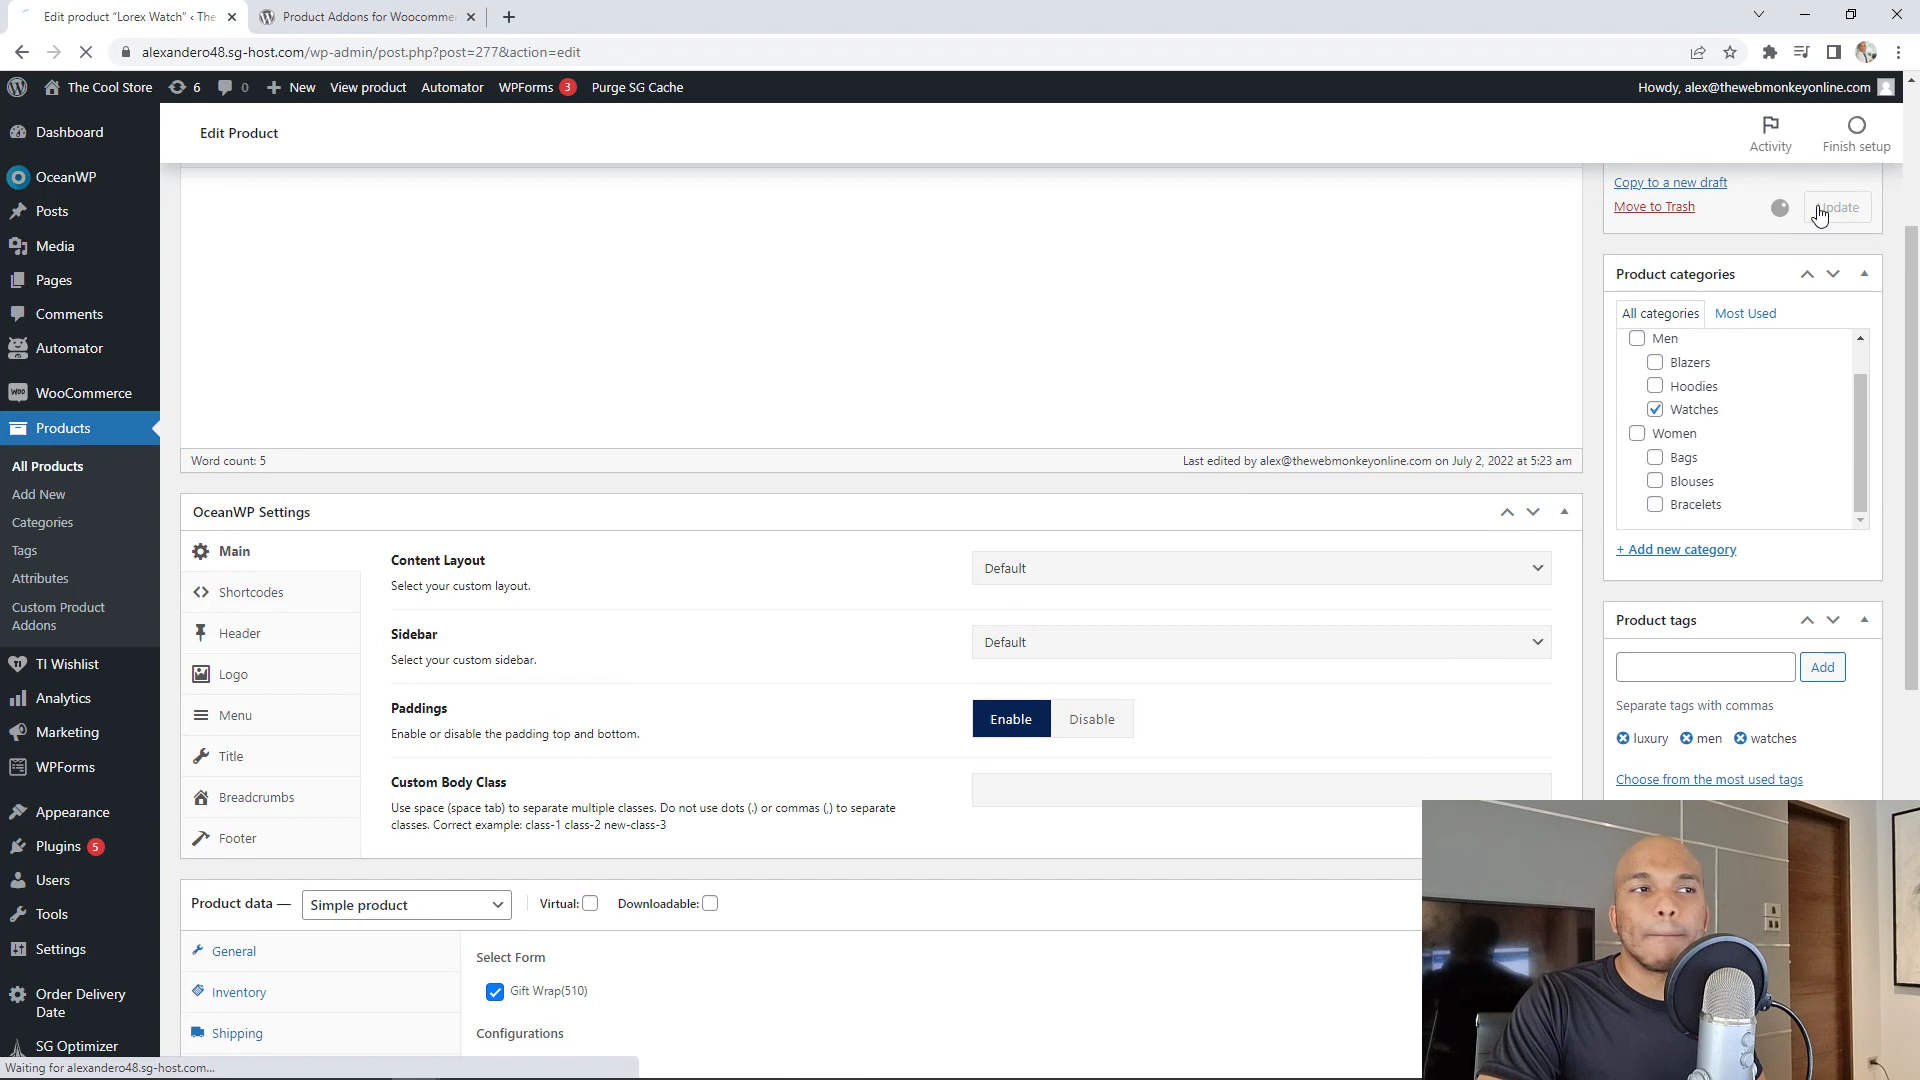 Edit product “Lorex Watch” ‹ The
Product Addons for Woocomme
alexandero48.sg-host.com/wp-admin/post.php?post=277&action=edit
The Cool Store
6
0
New
View product
Automator
WPForms
3
Purge SG Cache
Howdy, alex@thewebmonkeyonline.com
Dashboard
OceanWP
Posts
Media
Pages
Comments
Automator
WooCommerce
Products
All Products
Add New
Categories
Tags
Attributes
Custom Product
Addons
TI Wishlist
Analytics
Marketing
WPForms
Appearance
Plugins 5
Users
Tools
Settings
Order Delivery
Date
SG Optimizer
Waiting for alexandero48.sg-host.com...
Edit Product
Activity
Finish setup
Word count: 5
Last edited by alex@thewebmonkeyonline.com on July 2, 2022 at 5:23 am
OceanWP Settings
Main
Shortcodes
Header
Logo
Menu
Title
Breadcrumbs
Footer
Content Layout
Select your custom layout.
Default
Sidebar
Select your custom sidebar.
Default
Paddings
Enable or disable the padding top and bottom.
Enable
Disable
Custom Body Class
Use space (space tab) to separate multiple classes. Do not use dots (.) or commas (,) to separate
classes. Correct example: class-1 class-2 new-class-3
Product data —
Simple product
Virtual:
Downloadable:
General
Inventory
Shipping
Select Form
Gift Wrap(510)
Configurations
Copy to a new draft
Move to Trash
Update
Product categories
All categories
Most Used
Men
Blazers
Hoodies
Watches
Women
Bags
Blouses
Bracelets
+ Add new category
Product tags
Add
Separate tags with commas
luxury
men
watches
Choose from the most used tags